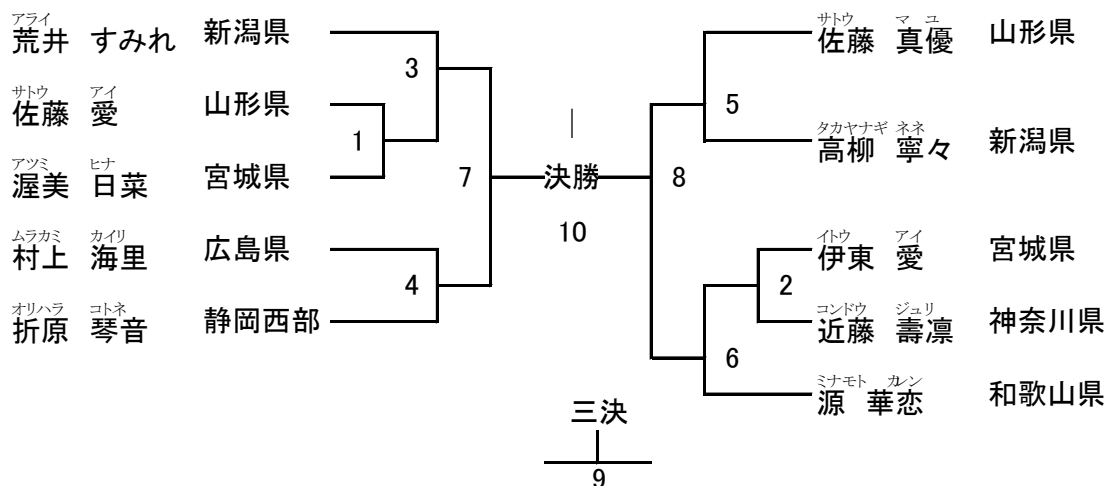 アライ
荒井 すみれ 新潟県
サトウ アイ
佐藤 愛 山形県
アツミ ヒナ
渥美 日菜 宮城県
ムラカミ カイリ
村上 海里 広島県
オリハラ コトネ
折原 琴音 静岡西部
3
1
7
4
決勝
10
三決
9
8
5
2
6
サトウ マユ
佐藤 真優 山形県
タカヤナギ ネネ
高柳 寧々 新潟県
イトウ アイ
伊東 愛 宮城県
コンドウ ジュリ
近藤 壽凛 神奈川県
ミナモト カレン
源 華恋 和歌山県